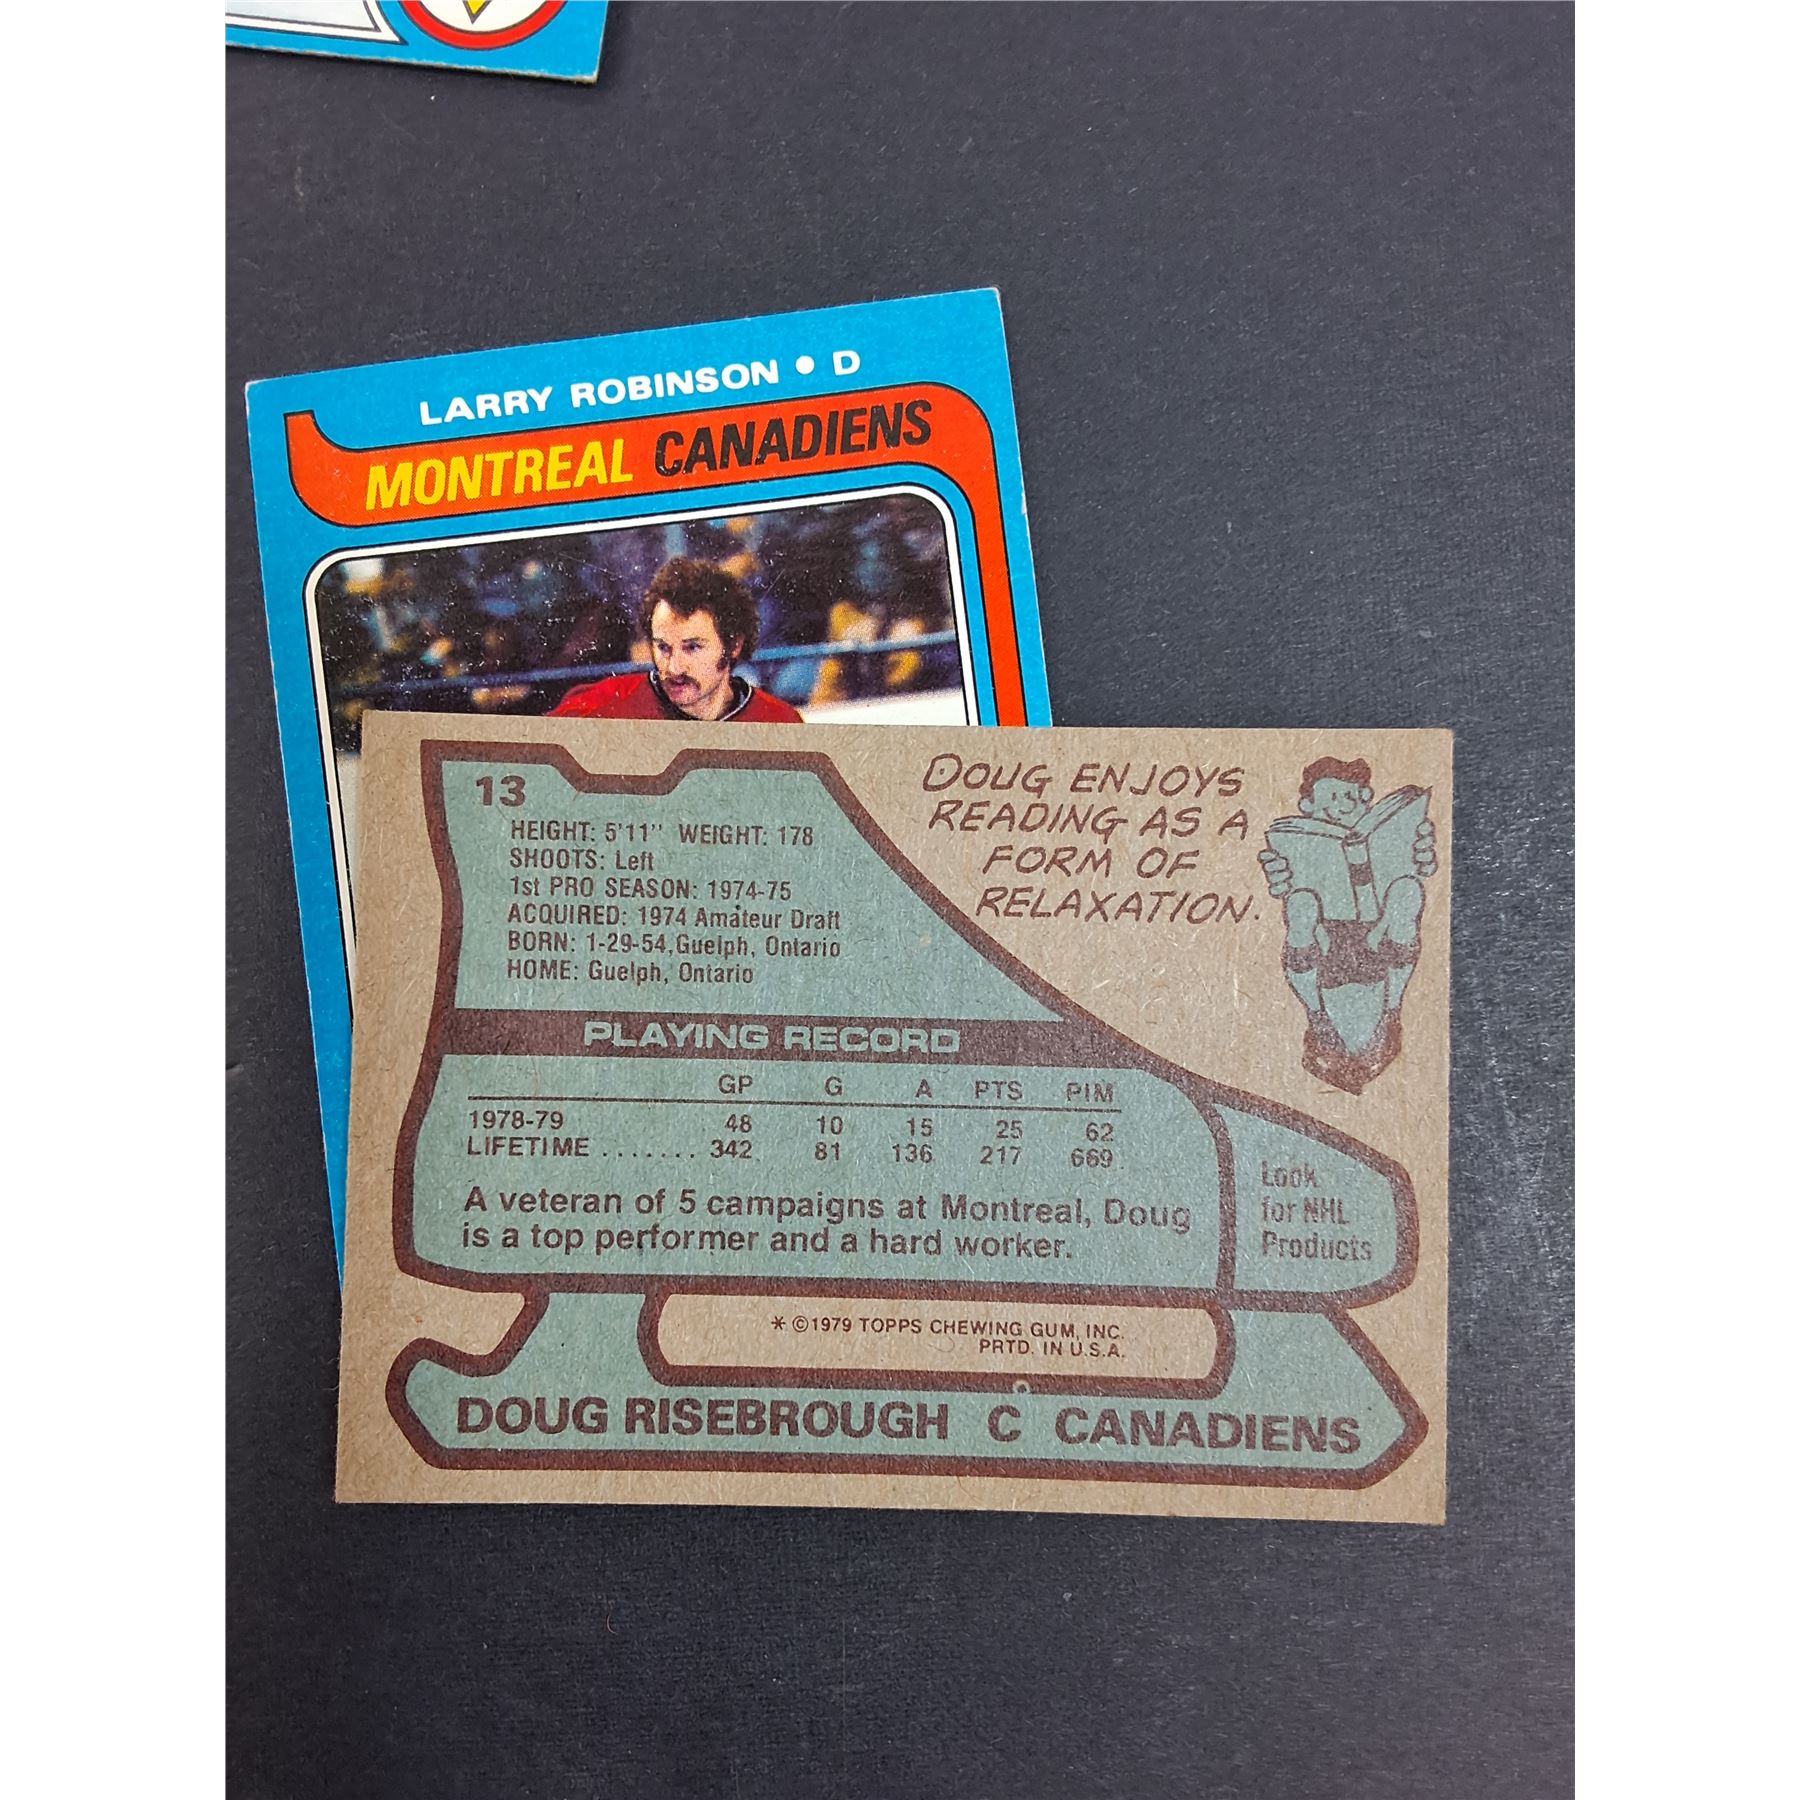 LARRY ROBINSON • D
MONTREAL CANADIENS
13
HEIGHT: 5'11" WEIGHT: 178
SHOOTS: Left
1st PRO SEASON: 1974-75
ACQUIRED: 1974 Amateur Draft
BORN: 1-29-54, Guelph, Ontario
HOME: Guelph, Ontario
DOUG ENJOYS
READING AS A
FORM OF
RELAXATION.
PLAYING RECORD
GP G A PTS PIM
1978-79 48 10 15 25 62
LIFETIME ....... 342 81 136 217 669
A veteran of 5 campaigns at Montreal, Doug
is a top performer and a hard worker.
Look
for NHL
Products
* ©1979 TOPPS CHEWING GUM, INC.
PRTD. IN U.S.A.
DOUG RISEBROUGH C CANADIENS